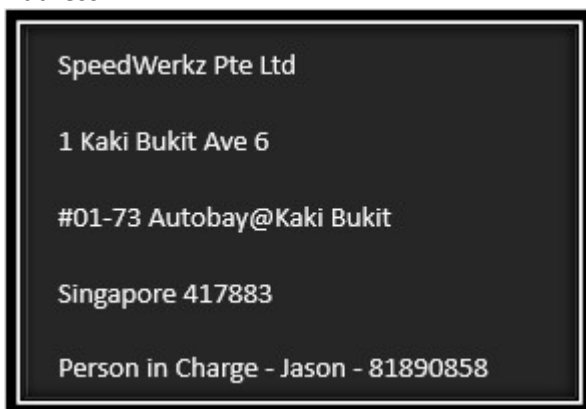 SpeedWerkz Pte Ltd
1 Kaki Bukit Ave 6
#01-73 Autobay@Kaki Bukit
Singapore 417883
Person in Charge - Jason - 81890858